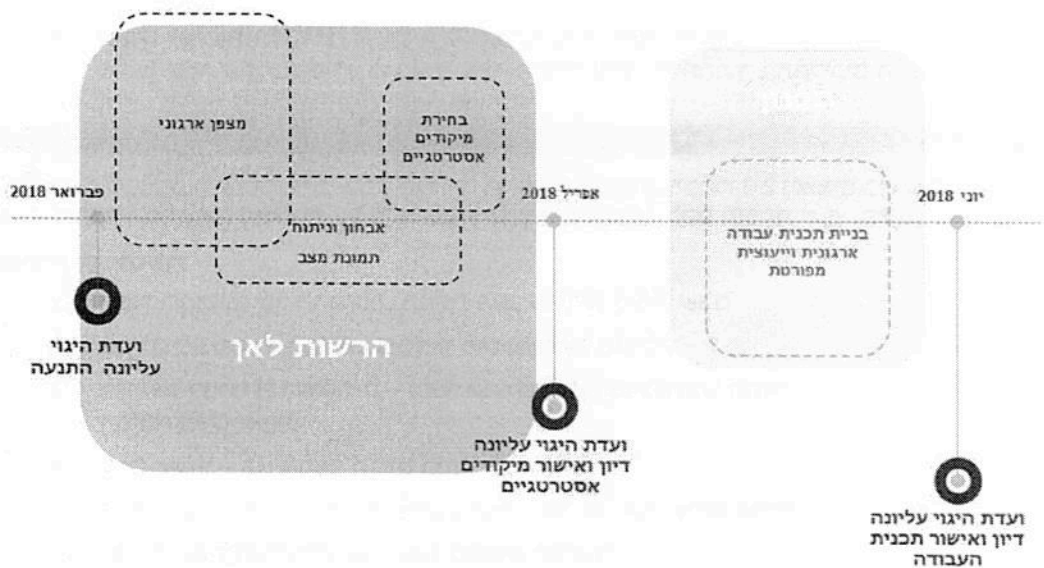 מצפן ארגוני
בחירת
מיקודים
אסטרטגיים
פברואר 2018
אפריל 2018
יוני 2018
אבחון וניתוח
תמונת מצב
בניית תכנית עבודה
ארגונית וייעוצית
מפורטת
הרשות לאן
ועדת היגוי
עליונה התנעה
ועדת היגוי עליונה
דיון ואישור מיקודים
אסטרטגיים
ועדת היגוי עליונה
דיון ואישור תכנית
העבודה